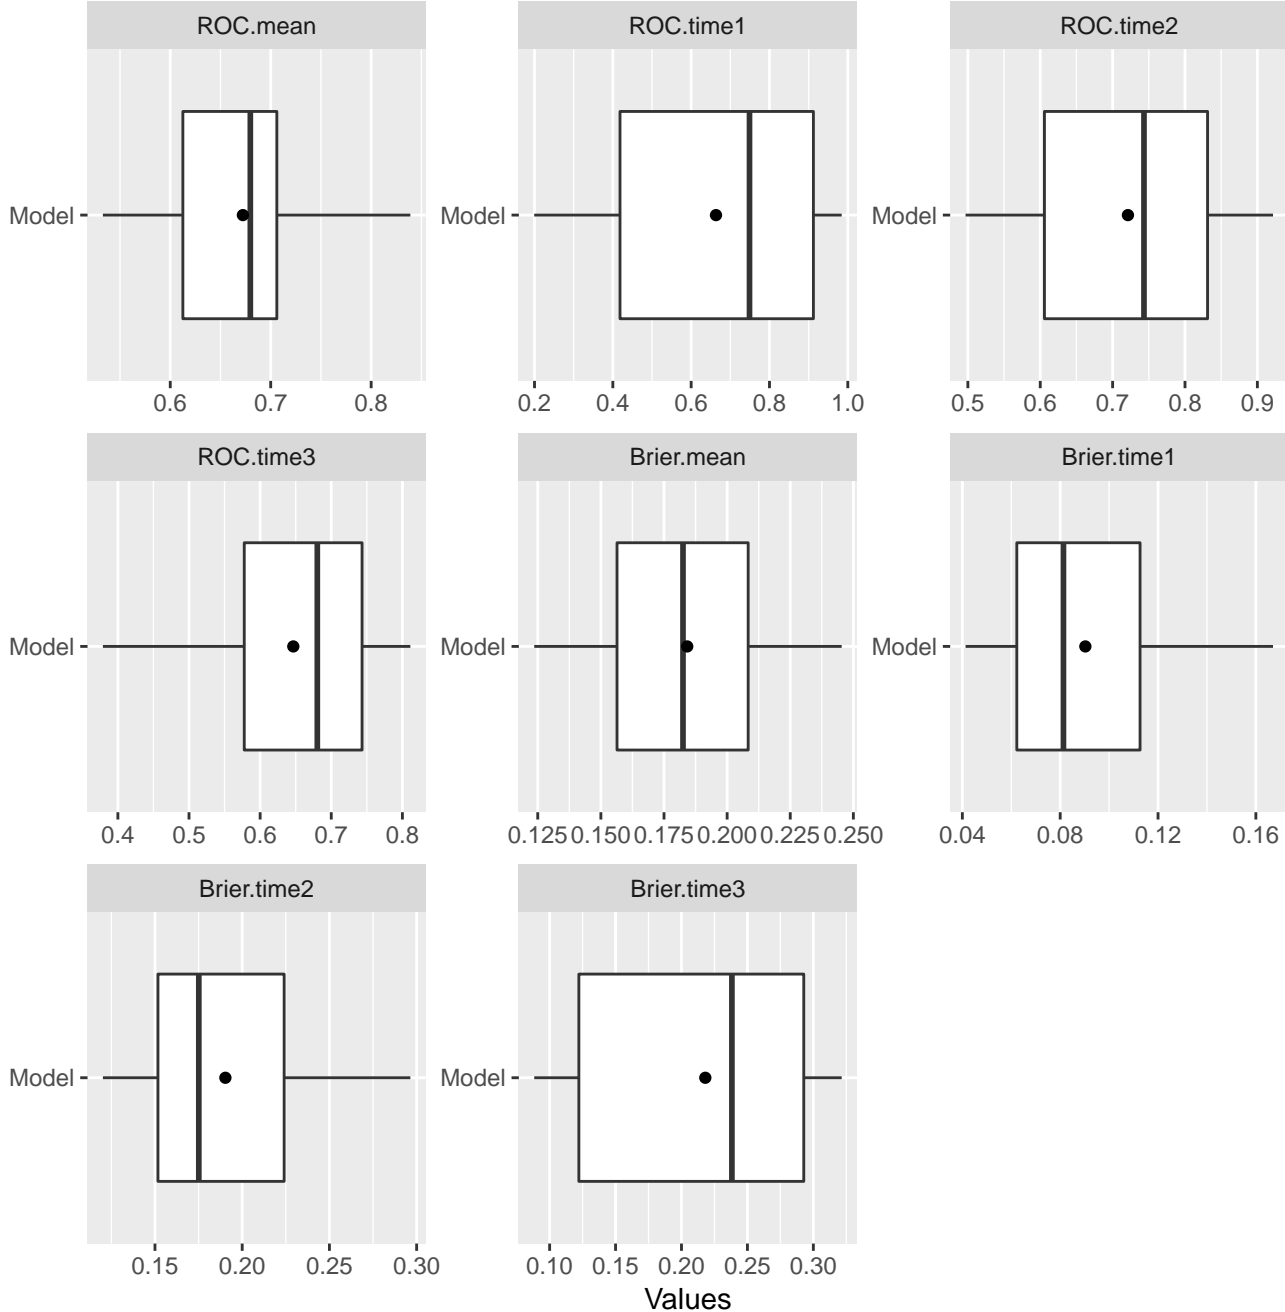 ROC.mean ROC.time1 ROC.time2
Model Model Model
0.6 0.7 0.8 0.2 0.4 0.6 0.8 1.0 0.5 0.6 0.7 0.8 0.9
ROC.time3 Brier.mean Brier.time1
Model Model Model
0.4 0.5 0.6 0.7 0.8 0.125 0.150 0.175 0.200 0.225 0.250 0.04 0.08 0.12 0.16
Brier.time2 Brier.time3
Model Model
0.15 0.20 0.25 0.30 0.10 0.15 0.20 0.25 0.30
Values